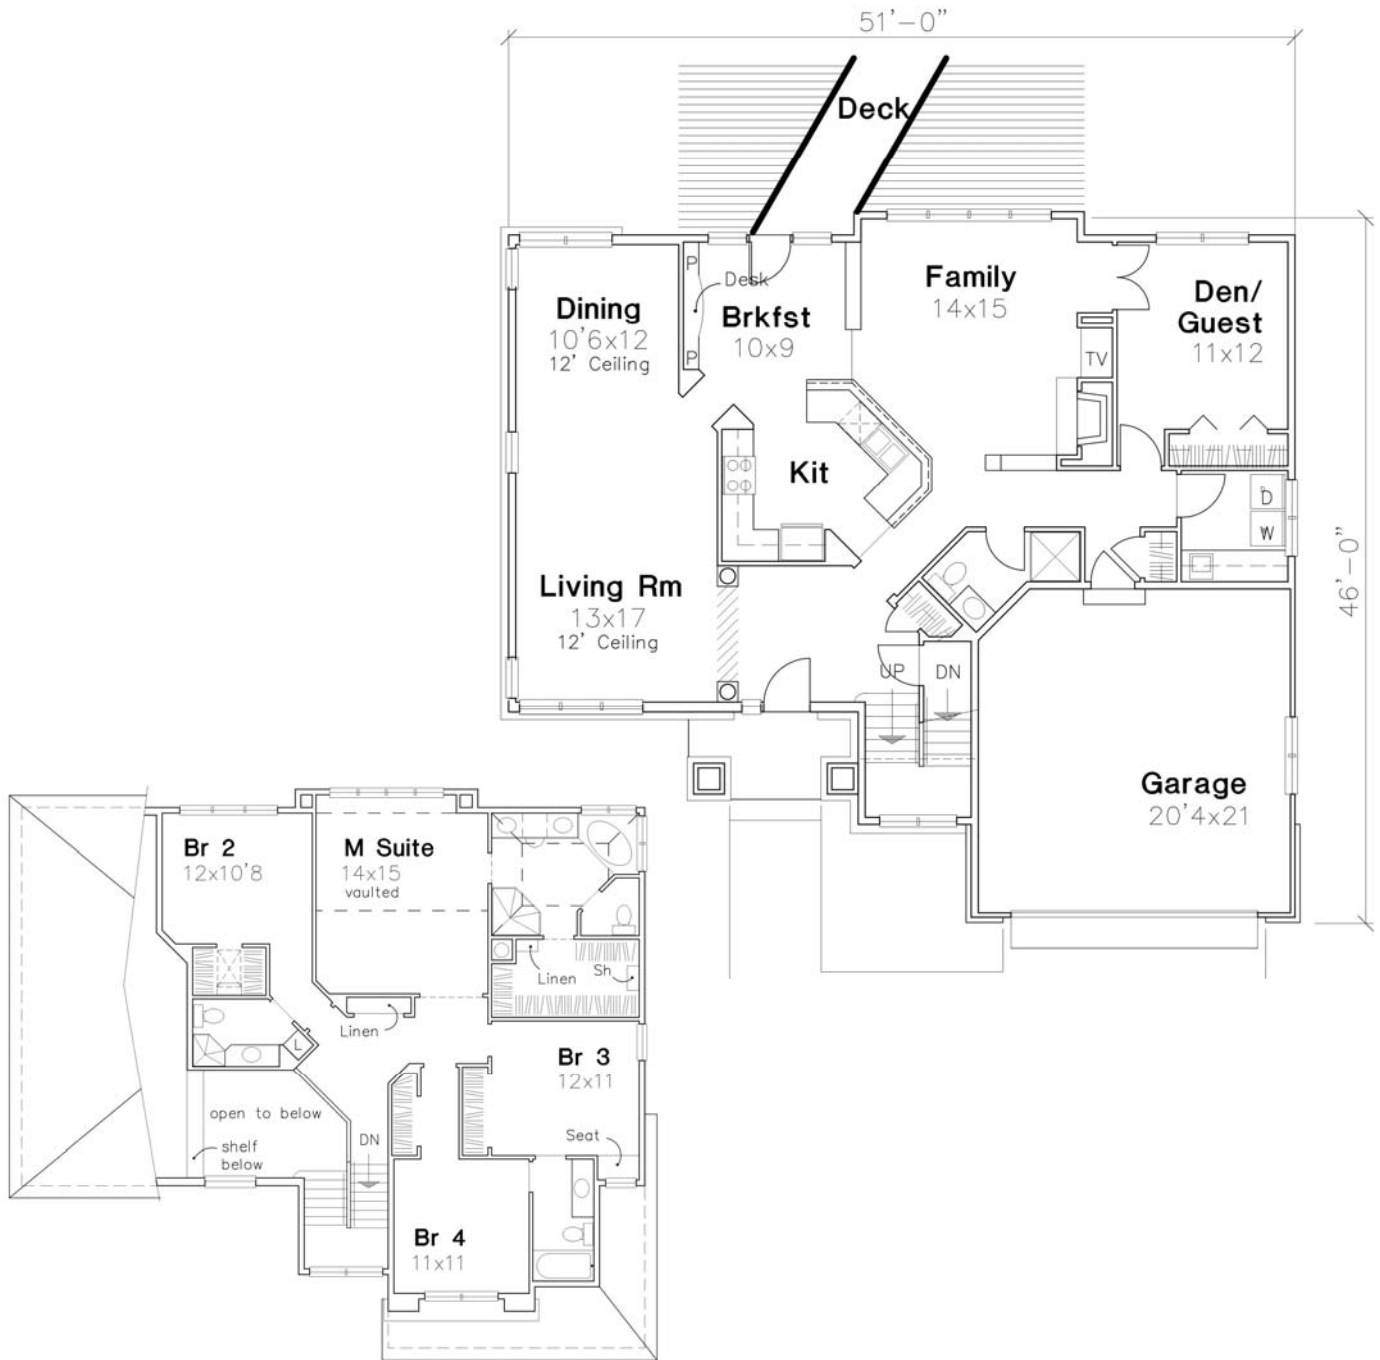 51'-0"
Deck
Family
14x15
Den/
Guest
11x12
Dining
10'6x12
12' Ceiling
P
Desk
P
Brkfst
10x9
TV
Kit
D
W
46'-0"
Living Rm
13x17
12' Ceiling
UP
DN
Garage
20'4x21
Br 2
12x10'8
M Suite
14x15
vaulted
Linen
Sh
Linen
L
Br 3
12x11
open to below
shelf
below
DN
Seat
Br 4
11x11